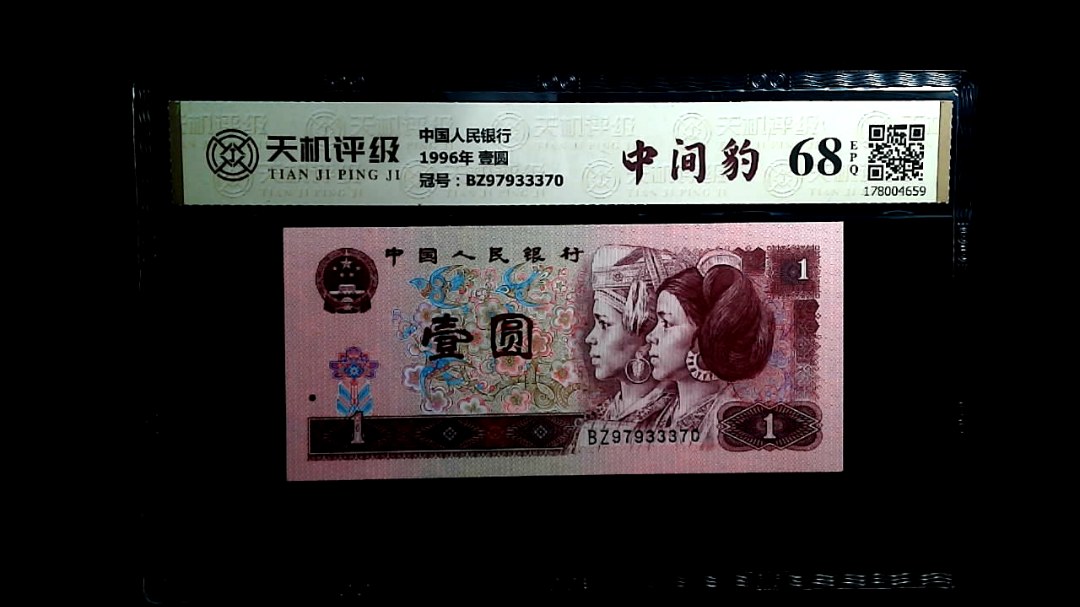 天机评级
TIAN JI PING JI
中国人民银行
1996年 壹圆
冠号：BZ97933370
中间豹
68
EPQ
178004659
中国人民银行
1
壹圆
1
BZ97933370
1